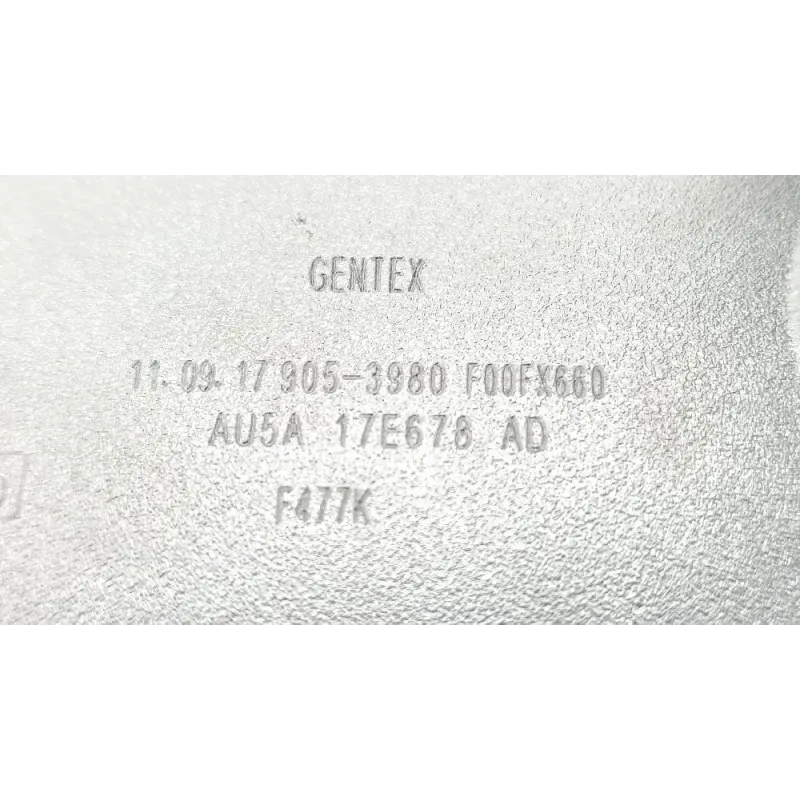 GENTEX
11.09.17 905-3980 F00FX660
AU5A 17E678 AD
F477K